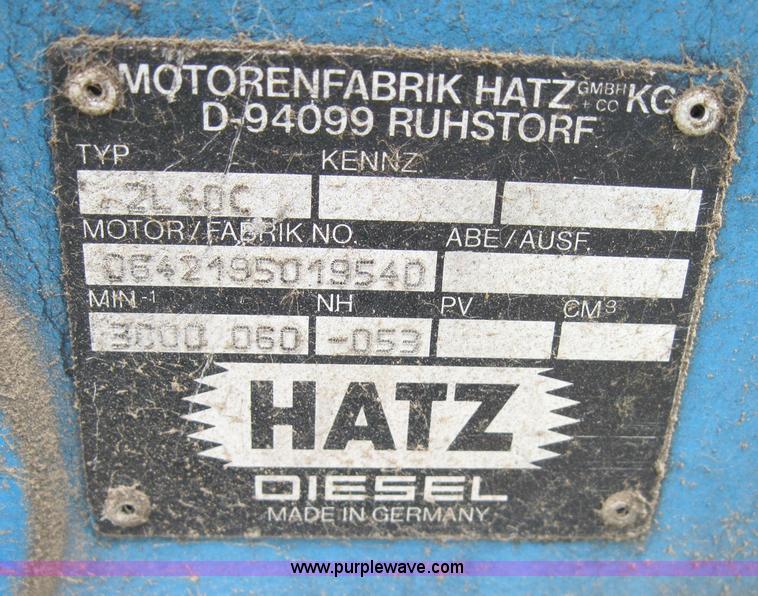 MOTORENFABRIK HATZ GMBH + CO KG
D-94099 RUHSTORF
TYP KENNZ.
2L40C
MOTOR/FABRIK NO. ABE/AUSF.
0642195019540
MIN-1 NH PV CM3
3000 060 -053
HATZ
DIESEL
MADE IN GERMANY
www.purplewave.com